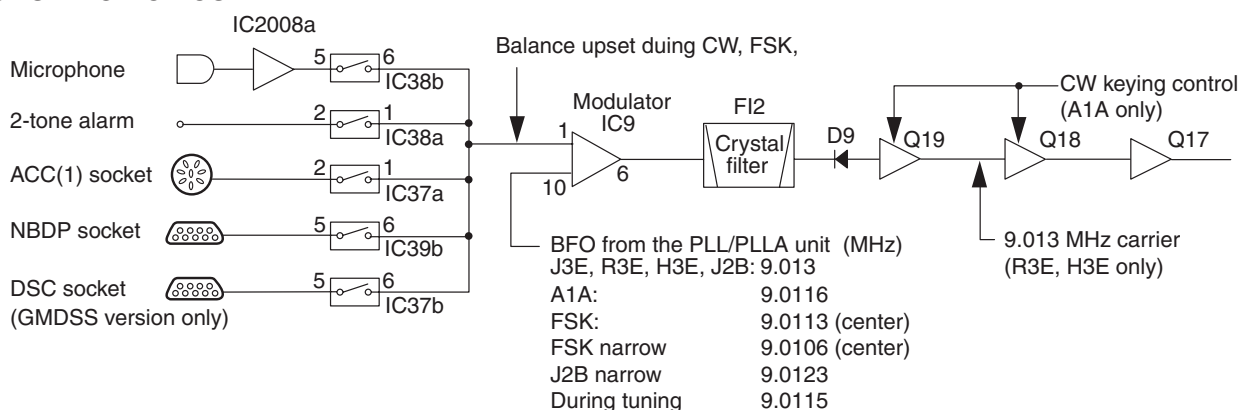 IC2008a
Microphone
5 6
IC38b
Balance upset duing CW, FSK,
2-tone alarm
2 1
IC38a
ACC(1) socket
2 1
IC37a
NBDP socket
5 6
IC39b
DSC socket
(GMDSS version only)
5 6
IC37b
Modulator
IC9
1
10
6
FI2
Crystal
filter
D9
Q19
Q18
Q17
CW keying control
(A1A only)
9.013 MHz carrier
(R3E, H3E only)
BFO from the PLL/PLLA unit (MHz)
J3E, R3E, H3E, J2B: 9.013
A1A: 9.0116
FSK: 9.0113 (center)
FSK narrow 9.0106 (center)
J2B narrow 9.0123
During tuning 9.0115